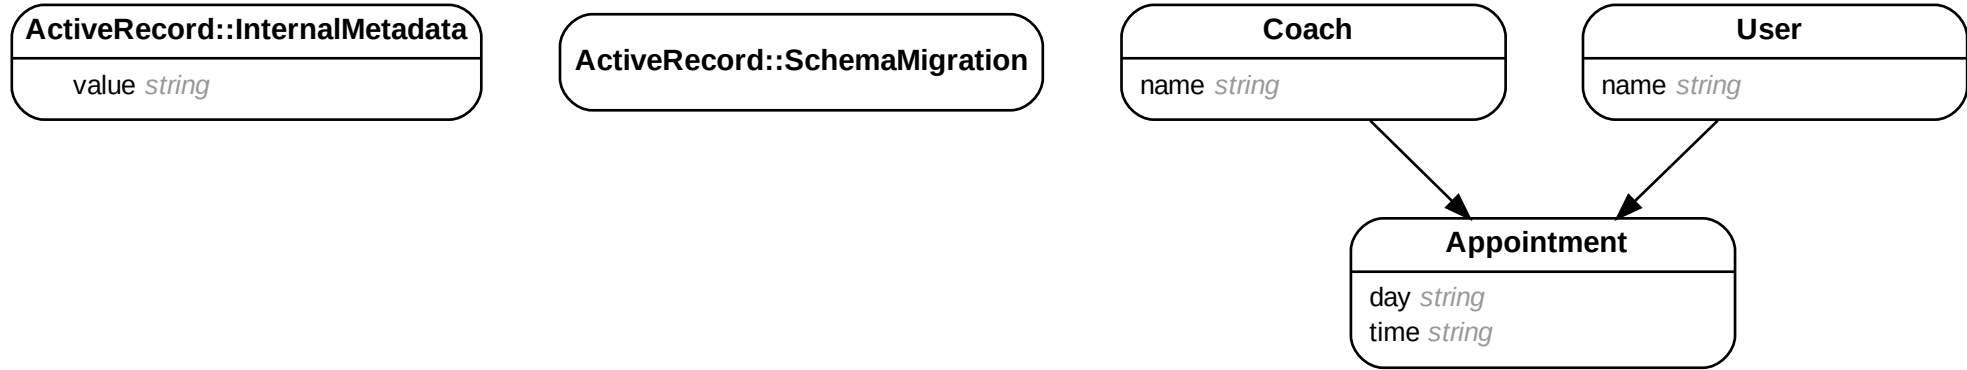 ActiveRecord::InternalMetadata
value string
ActiveRecord::SchemaMigration
Coach
name string
User
name string
Appointment
day string
time string